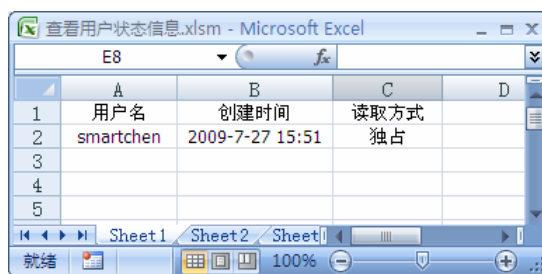 查看用户状态信息.xlsm - Microsoft Excel
E8 fx
A B C D
1 用户名 创建时间 读取方式
2 smartchen 2009-7-27 15:51 独占
3
4
5
Sheet1 Sheet2 Sheet
就绪 100%